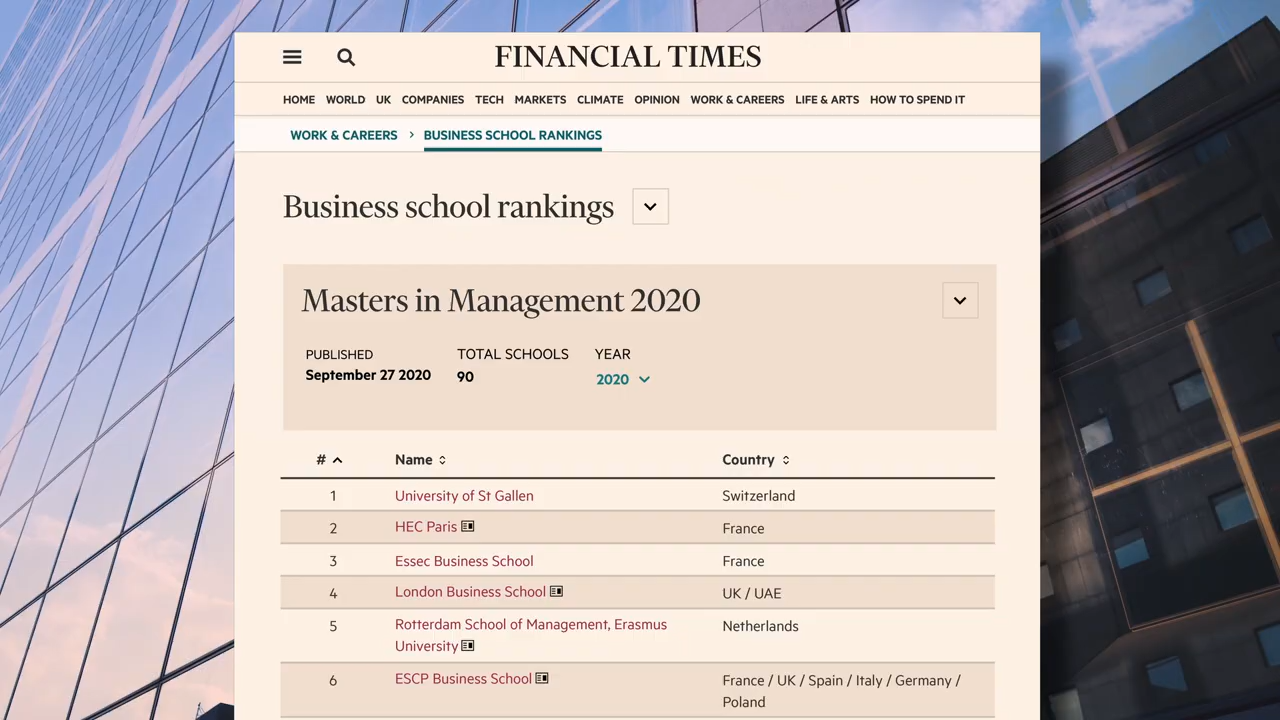 FINANCIAL TIMES
HOME WORLD UK COMPANIES TECH MARKETS CLIMATE OPINION WORK & CAREERS LIFE & ARTS HOW TO SPEND IT
WORK & CAREERS › BUSINESS SCHOOL RANKINGS
Business school rankings
Masters in Management 2020
PUBLISHED TOTAL SCHOOLS YEAR
September 27 2020 90 2020
# Name Country
1 University of St Gallen Switzerland
2 HEC Paris France
3 Essec Business School France
4 London Business School UK / UAE
5 Rotterdam School of Management, Erasmus Netherlands
University
6 ESCP Business School France / UK / Spain / Italy / Germany /
Poland